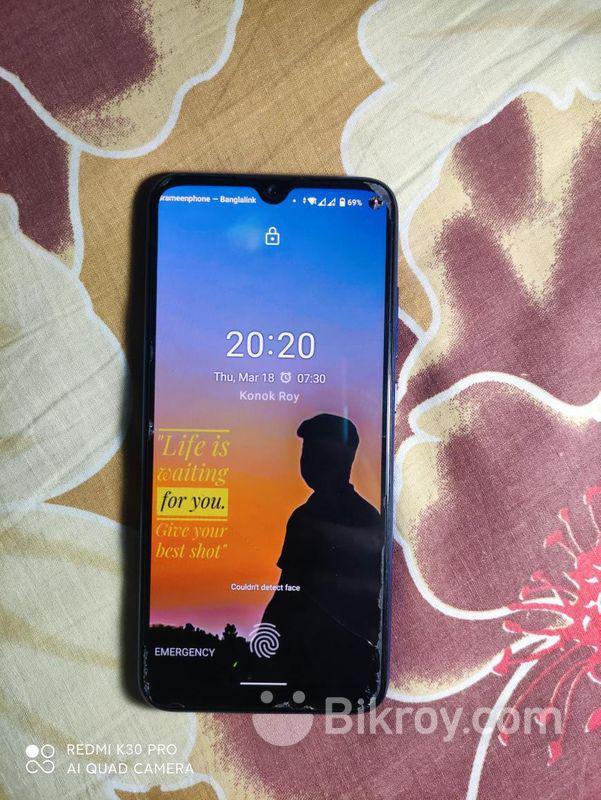 rameenphone — Banglalink
69%
20:20
Thu, Mar 18 07:30
Konok Roy
"Life is
waiting
for you.
Give your
best shot"
Couldn't detect face
EMERGENCY
Bikroy.com
REDMI K30 PRO
AI QUAD CAMERA